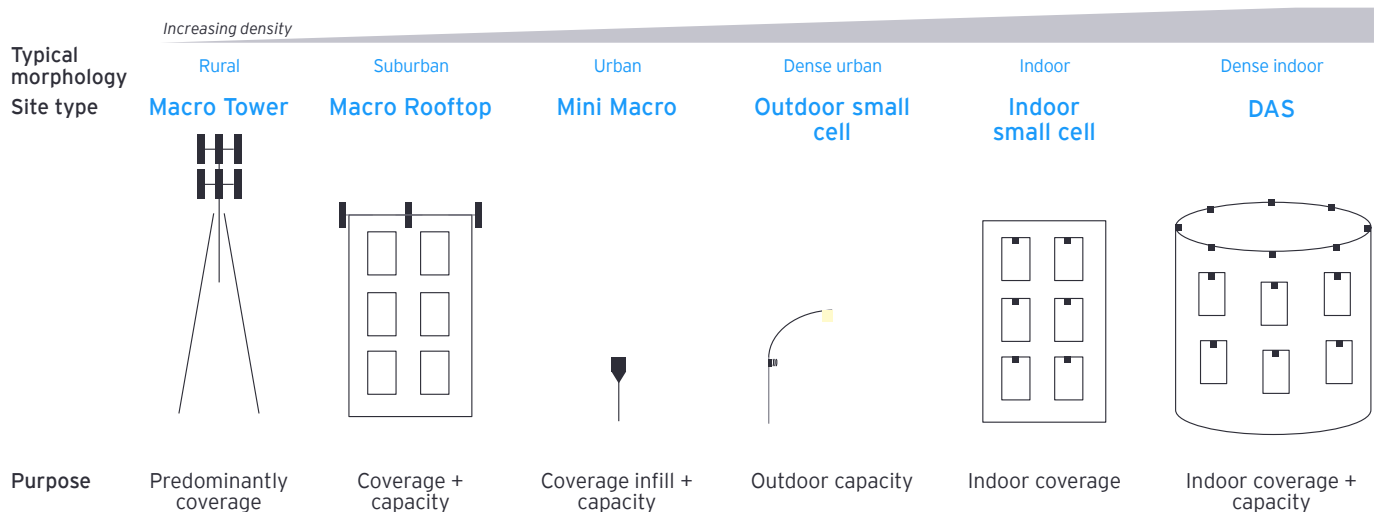 Increasing density
Typical
morphology
Rural
Suburban
Urban
Dense urban
Indoor
Dense indoor
Site type
Macro Tower
Macro Rooftop
Mini Macro
Outdoor small
cell
Indoor
small cell
DAS
Purpose
Predominantly
coverage
Coverage +
capacity
Coverage infill +
capacity
Outdoor capacity
Indoor coverage
Indoor coverage +
capacity